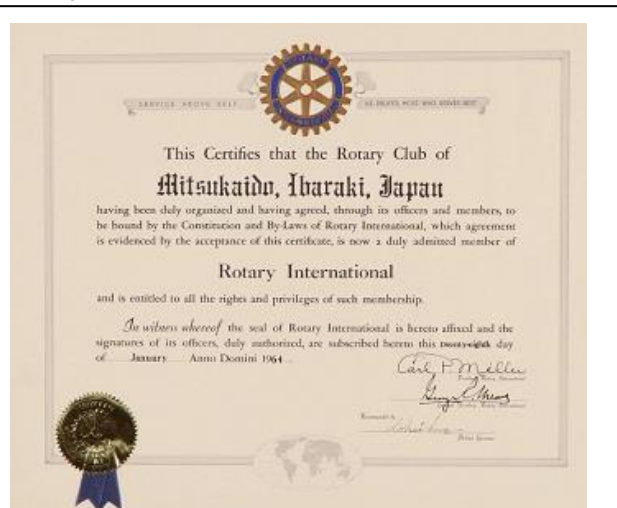 SERVICE ABOVE SELF
HE PROFITS MOST WHO SERVES BEST
ROTARY
INTERNATIONAL
This Certifies that the Rotary Club of
Mitsukaido, Ibaraki, Japan
having been duly organized and having agreed, through its officers and members, to
be bound by the Constitution and By-Laws of Rotary International, which agreement
is evidenced by the acceptance of this certificate, is now a duly admitted member of
Rotary International
and is entitled to all the rights and privileges of such membership.
In witness whereof the seal of Rotary International is hereto affixed and the
signatures of its officers, duly authorized, are subscribed hereto this twenty-eighth day
of January Anno Domini 1964
Carl P. Miller